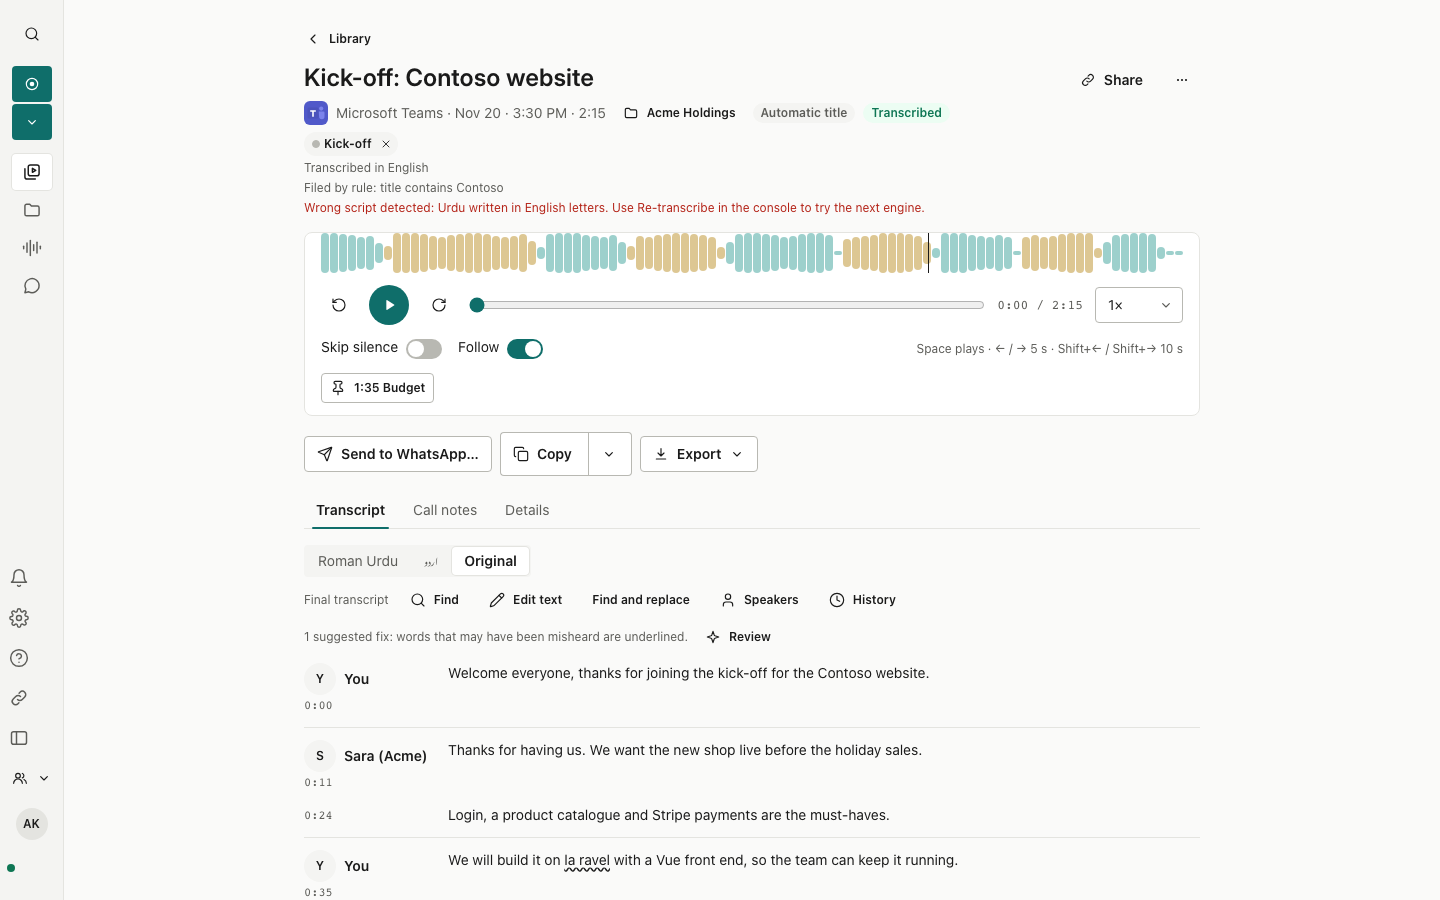 Library
Kick-off: Contoso website
Share
Microsoft Teams · Nov 20 · 3:30 PM · 2:15
Acme Holdings
Automatic title
Transcribed
Kick-off
Transcribed in English
Filed by rule: title contains Contoso
Wrong script detected: Urdu written in English letters. Use Re-transcribe in the console to try the next engine.
0:00 / 2:15
1x
Skip silence
Follow
Space plays · ← / → 5 s · Shift+← / Shift+→ 10 s
1:35 Budget
Send to WhatsApp...
Copy
Export
Transcript
Call notes
Details
Roman Urdu
اردو
Original
Final transcript
Find
Edit text
Find and replace
Speakers
History
1 suggested fix: words that may have been misheard are underlined.
Review
Y
You
Welcome everyone, thanks for joining the kick-off for the Contoso website.
0:00
S
Sara (Acme)
Thanks for having us. We want the new shop live before the holiday sales.
0:11
0:24
Login, a product catalogue and Stripe payments are the must-haves.
Y
You
We will build it on la ravel with a Vue front end, so the team can keep it running.
0:35
AK